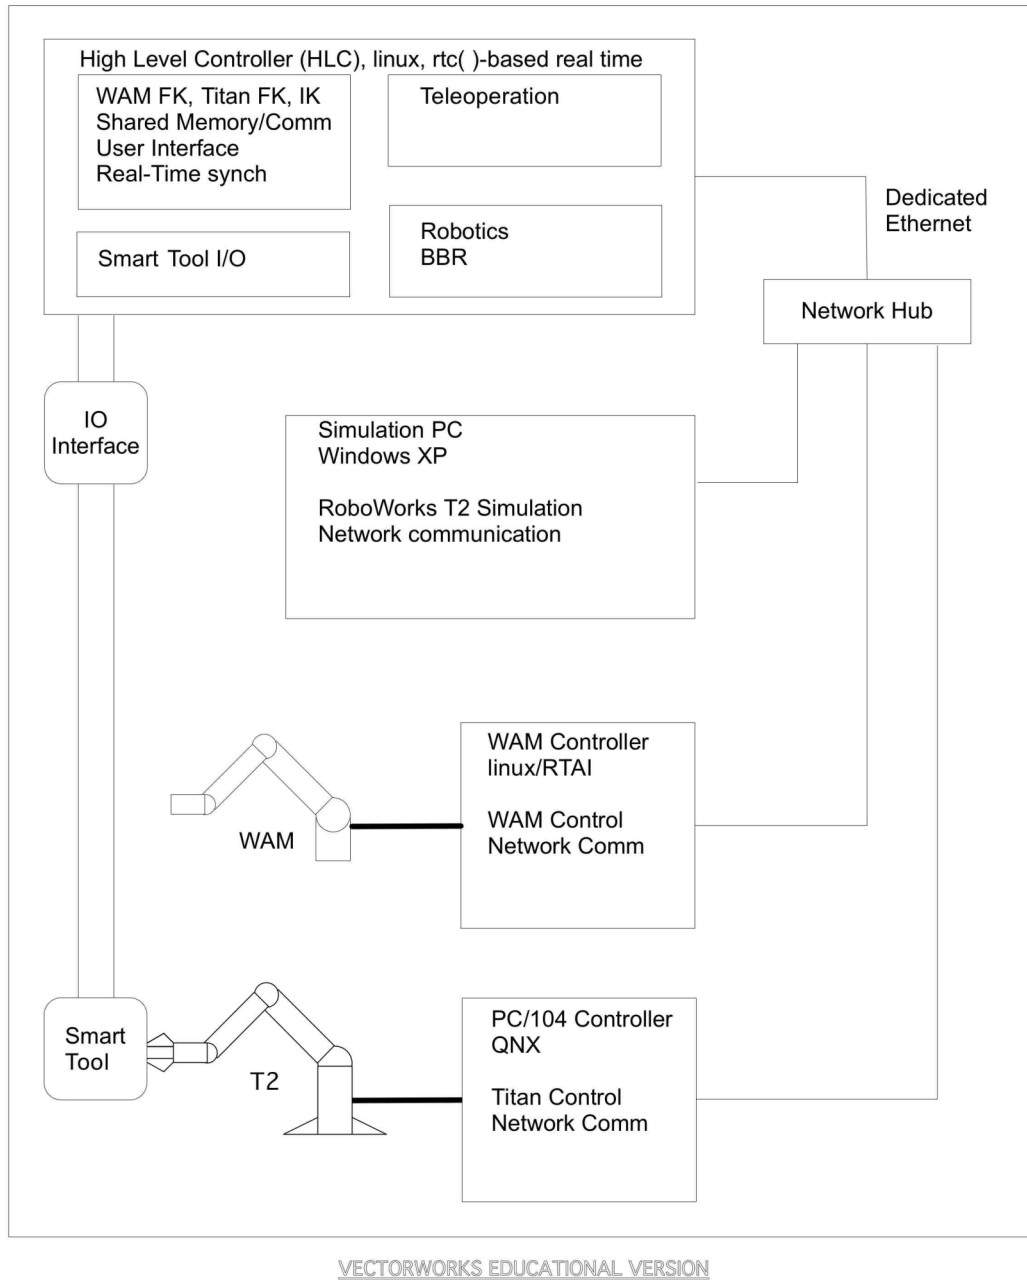 High Level Controller (HLC), linux, rtc( )-based real time
WAM FK, Titan FK, IK
Shared Memory/Comm
User Interface
Real-Time synch
Teleoperation
Smart Tool I/O
Robotics
BBR
Dedicated
Ethernet
Network Hub
IO
Interface
Simulation PC
Windows XP
RoboWorks T2 Simulation
Network communication
WAM
WAM Controller
linux/RTAI
WAM Control
Network Comm
Smart
Tool
T2
PC/104 Controller
QNX
Titan Control
Network Comm
VECTORWORKS EDUCATIONAL VERSION